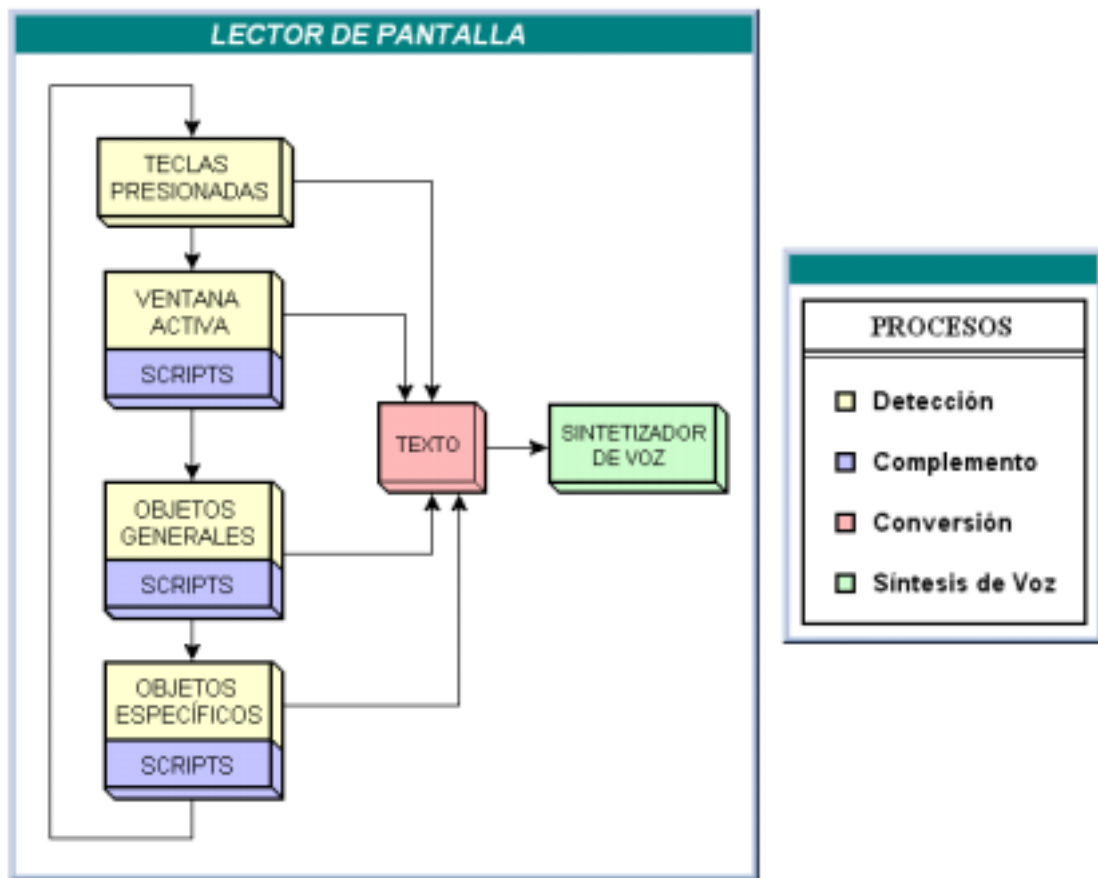 LECTOR DE PANTALLA
TECLAS
PRESIONADAS
VENTANA
ACTIVA
SCRIPTS
OBJETOS
GENERALES
SCRIPTS
OBJETOS
ESPECÍFICOS
SCRIPTS
TEXTO
SINTETIZADOR
DE VOZ
PROCESOS
Detección
Complemento
Conversión
Síntesis de Voz